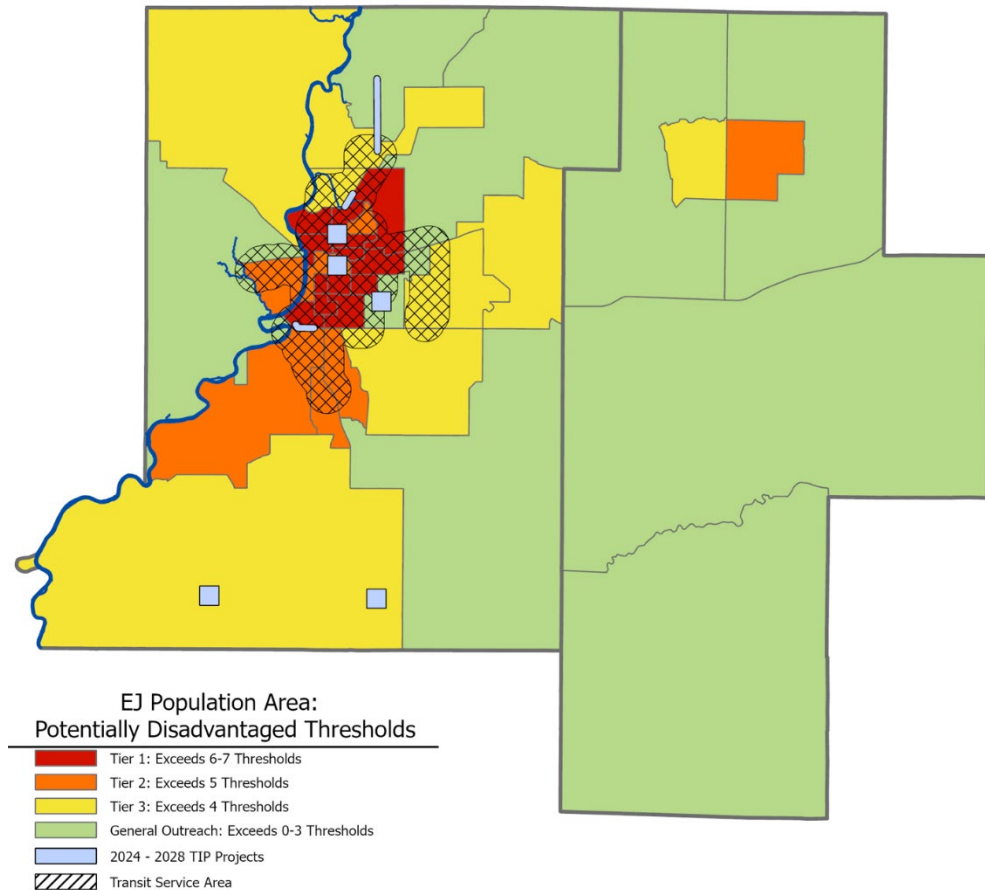 EJ Population Area:
Potentially Disadvantaged Thresholds
Tier 1: Exceeds 6-7 Thresholds
Tier 2: Exceeds 5 Thresholds
Tier 3: Exceeds 4 Thresholds
General Outreach: Exceeds 0-3 Thresholds
2024 - 2028 TIP Projects
Transit Service Area